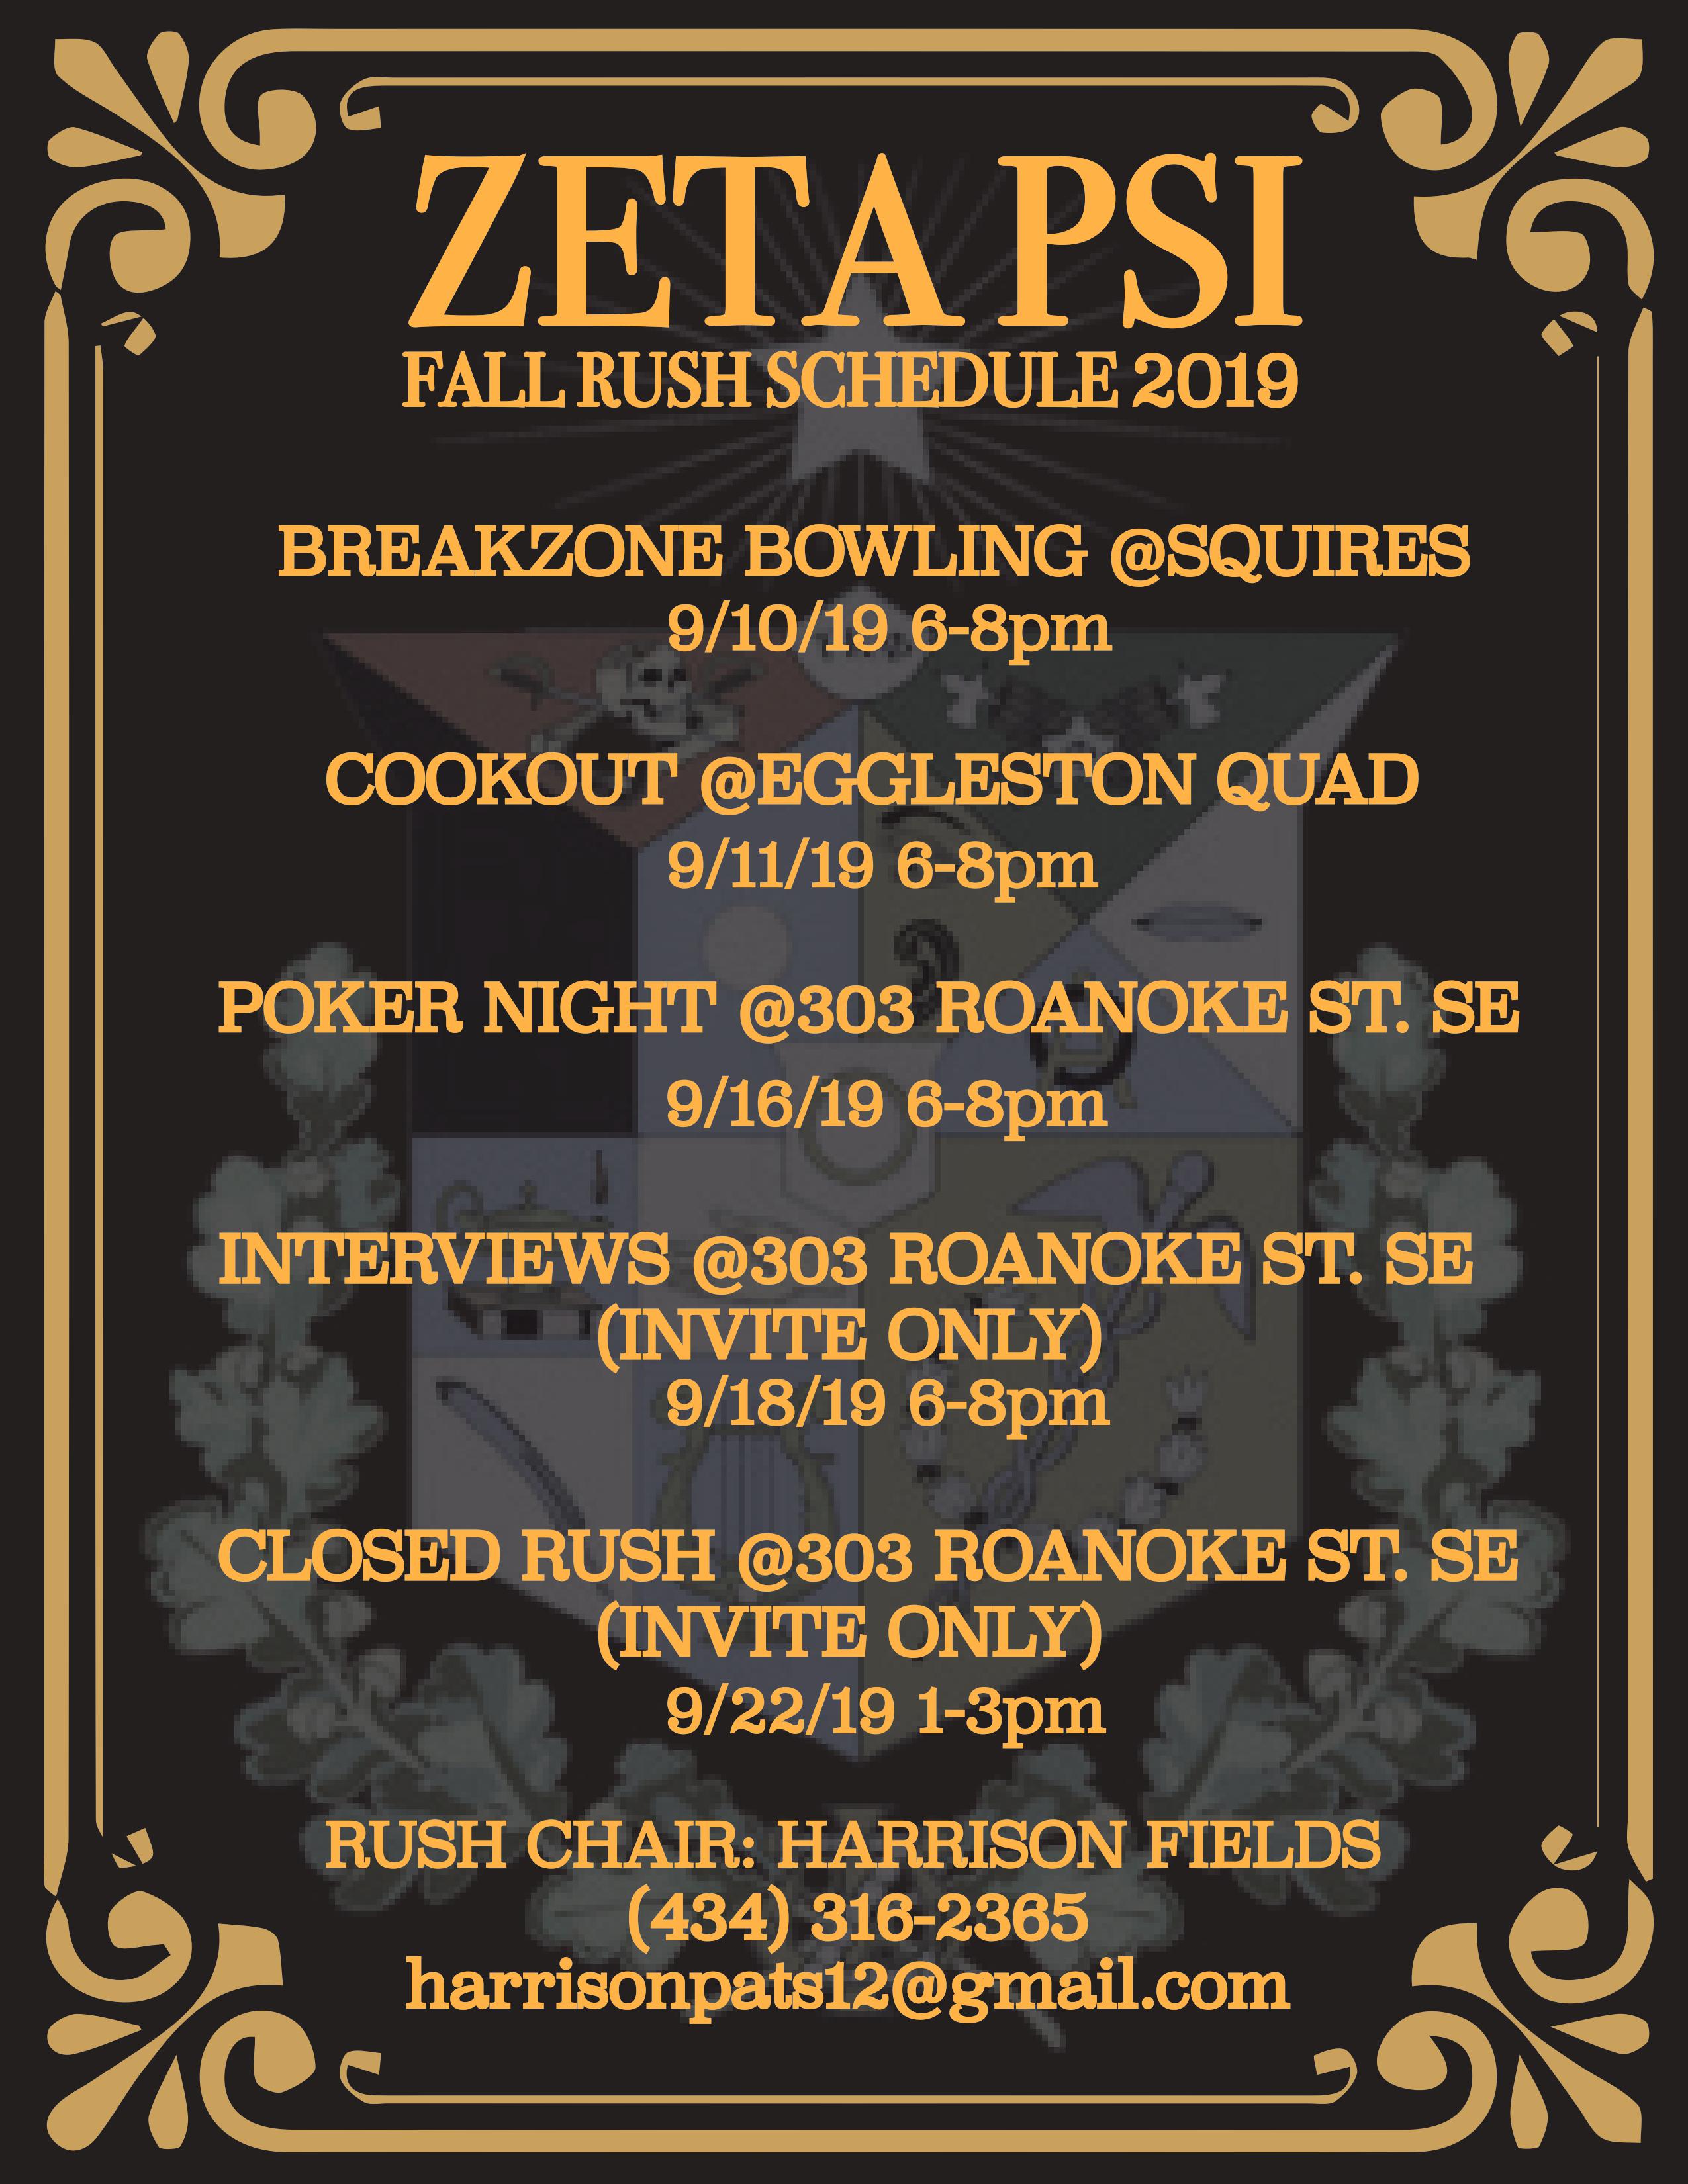 ZETA PSI
FALL RUSH SCHEDULE 2019
BREAKZONE BOWLING @SQUIRES
9/10/19 6-8pm
COOKOUT @EGGLESTON QUAD
9/11/19 6-8pm
POKER NIGHT @303 ROANOKE ST. SE
9/16/19 6-8pm
INTERVIEWS @303 ROANOKE ST. SE
(INVITE ONLY)
9/18/19 6-8pm
CLOSED RUSH @303 ROANOKE ST. SE
(INVITE ONLY)
9/22/19 1-3pm
RUSH CHAIR: HARRISON FIELDS
(434) 316-2365
harrisonpats12@gmail.com